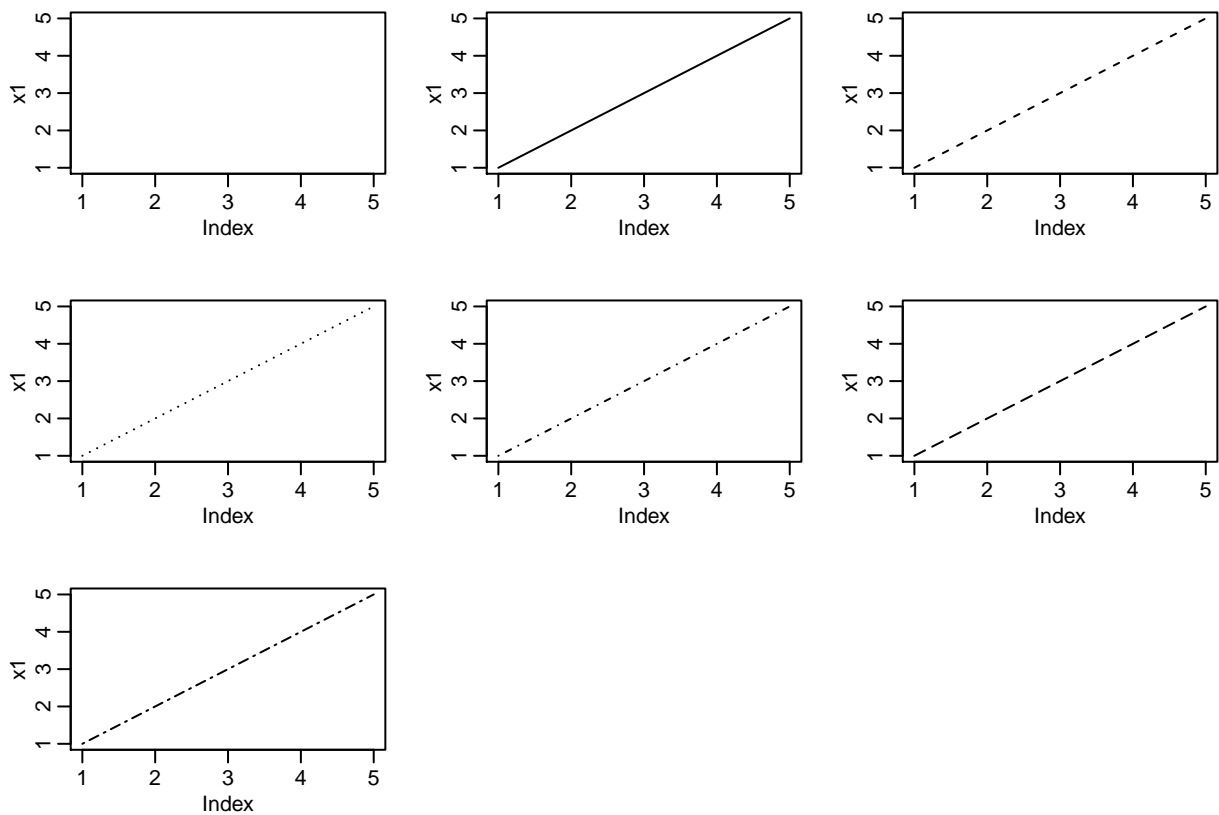 5 5 5
4 4 4
x1 3 x1 3 x1 3
2 2 2
1 1 1
1 2 3 4 5 1 2 3 4 5 1 2 3 4 5
Index Index Index
5 5 5
4 4 4
x1 3 x1 3 x1 3
2 2 2
1 1 1
1 2 3 4 5 1 2 3 4 5 1 2 3 4 5
Index Index Index
5
4
x1 3
2
1
1 2 3 4 5
Index